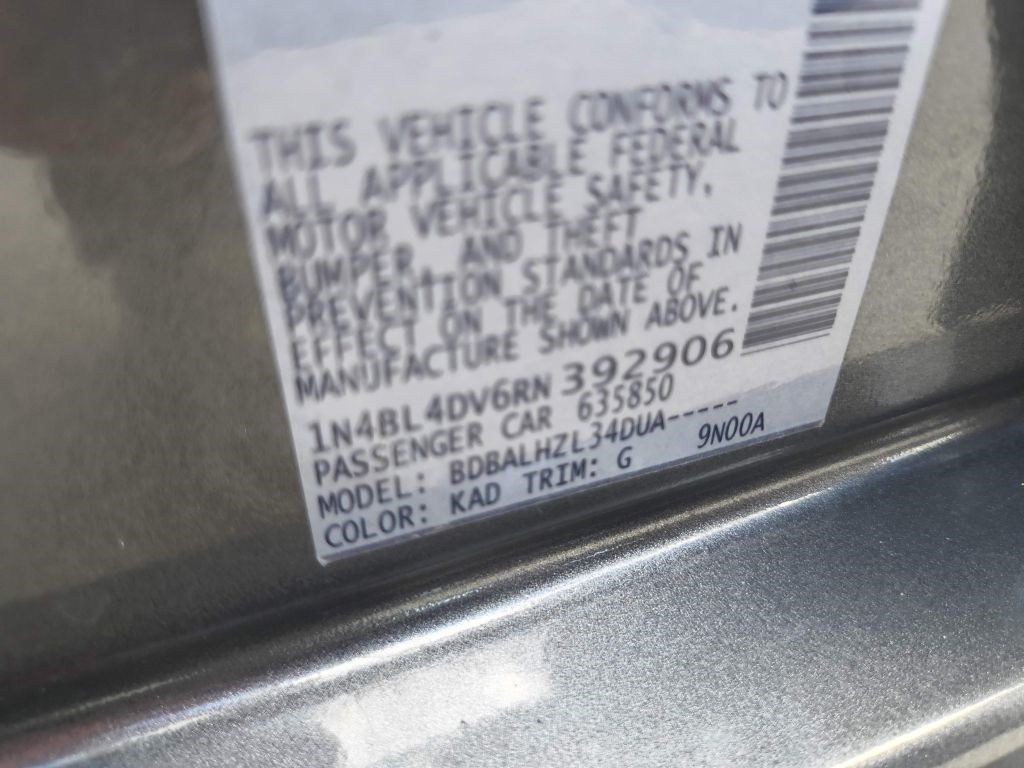 THIS VEHICLE CONFORMS TO
ALL APPLICABLE FEDERAL
MOTOR VEHICLE SAFETY,
BUMPER, AND THEFT
PREVENTION STANDARDS IN
EFFECT ON THE DATE OF
MANUFACTURE SHOWN ABOVE.
1N4BL4DV6RN392906
PASSENGER CAR 635850
MODEL: BDBALHZL34DUA-----
COLOR: KAD TRIM: G 9N00A